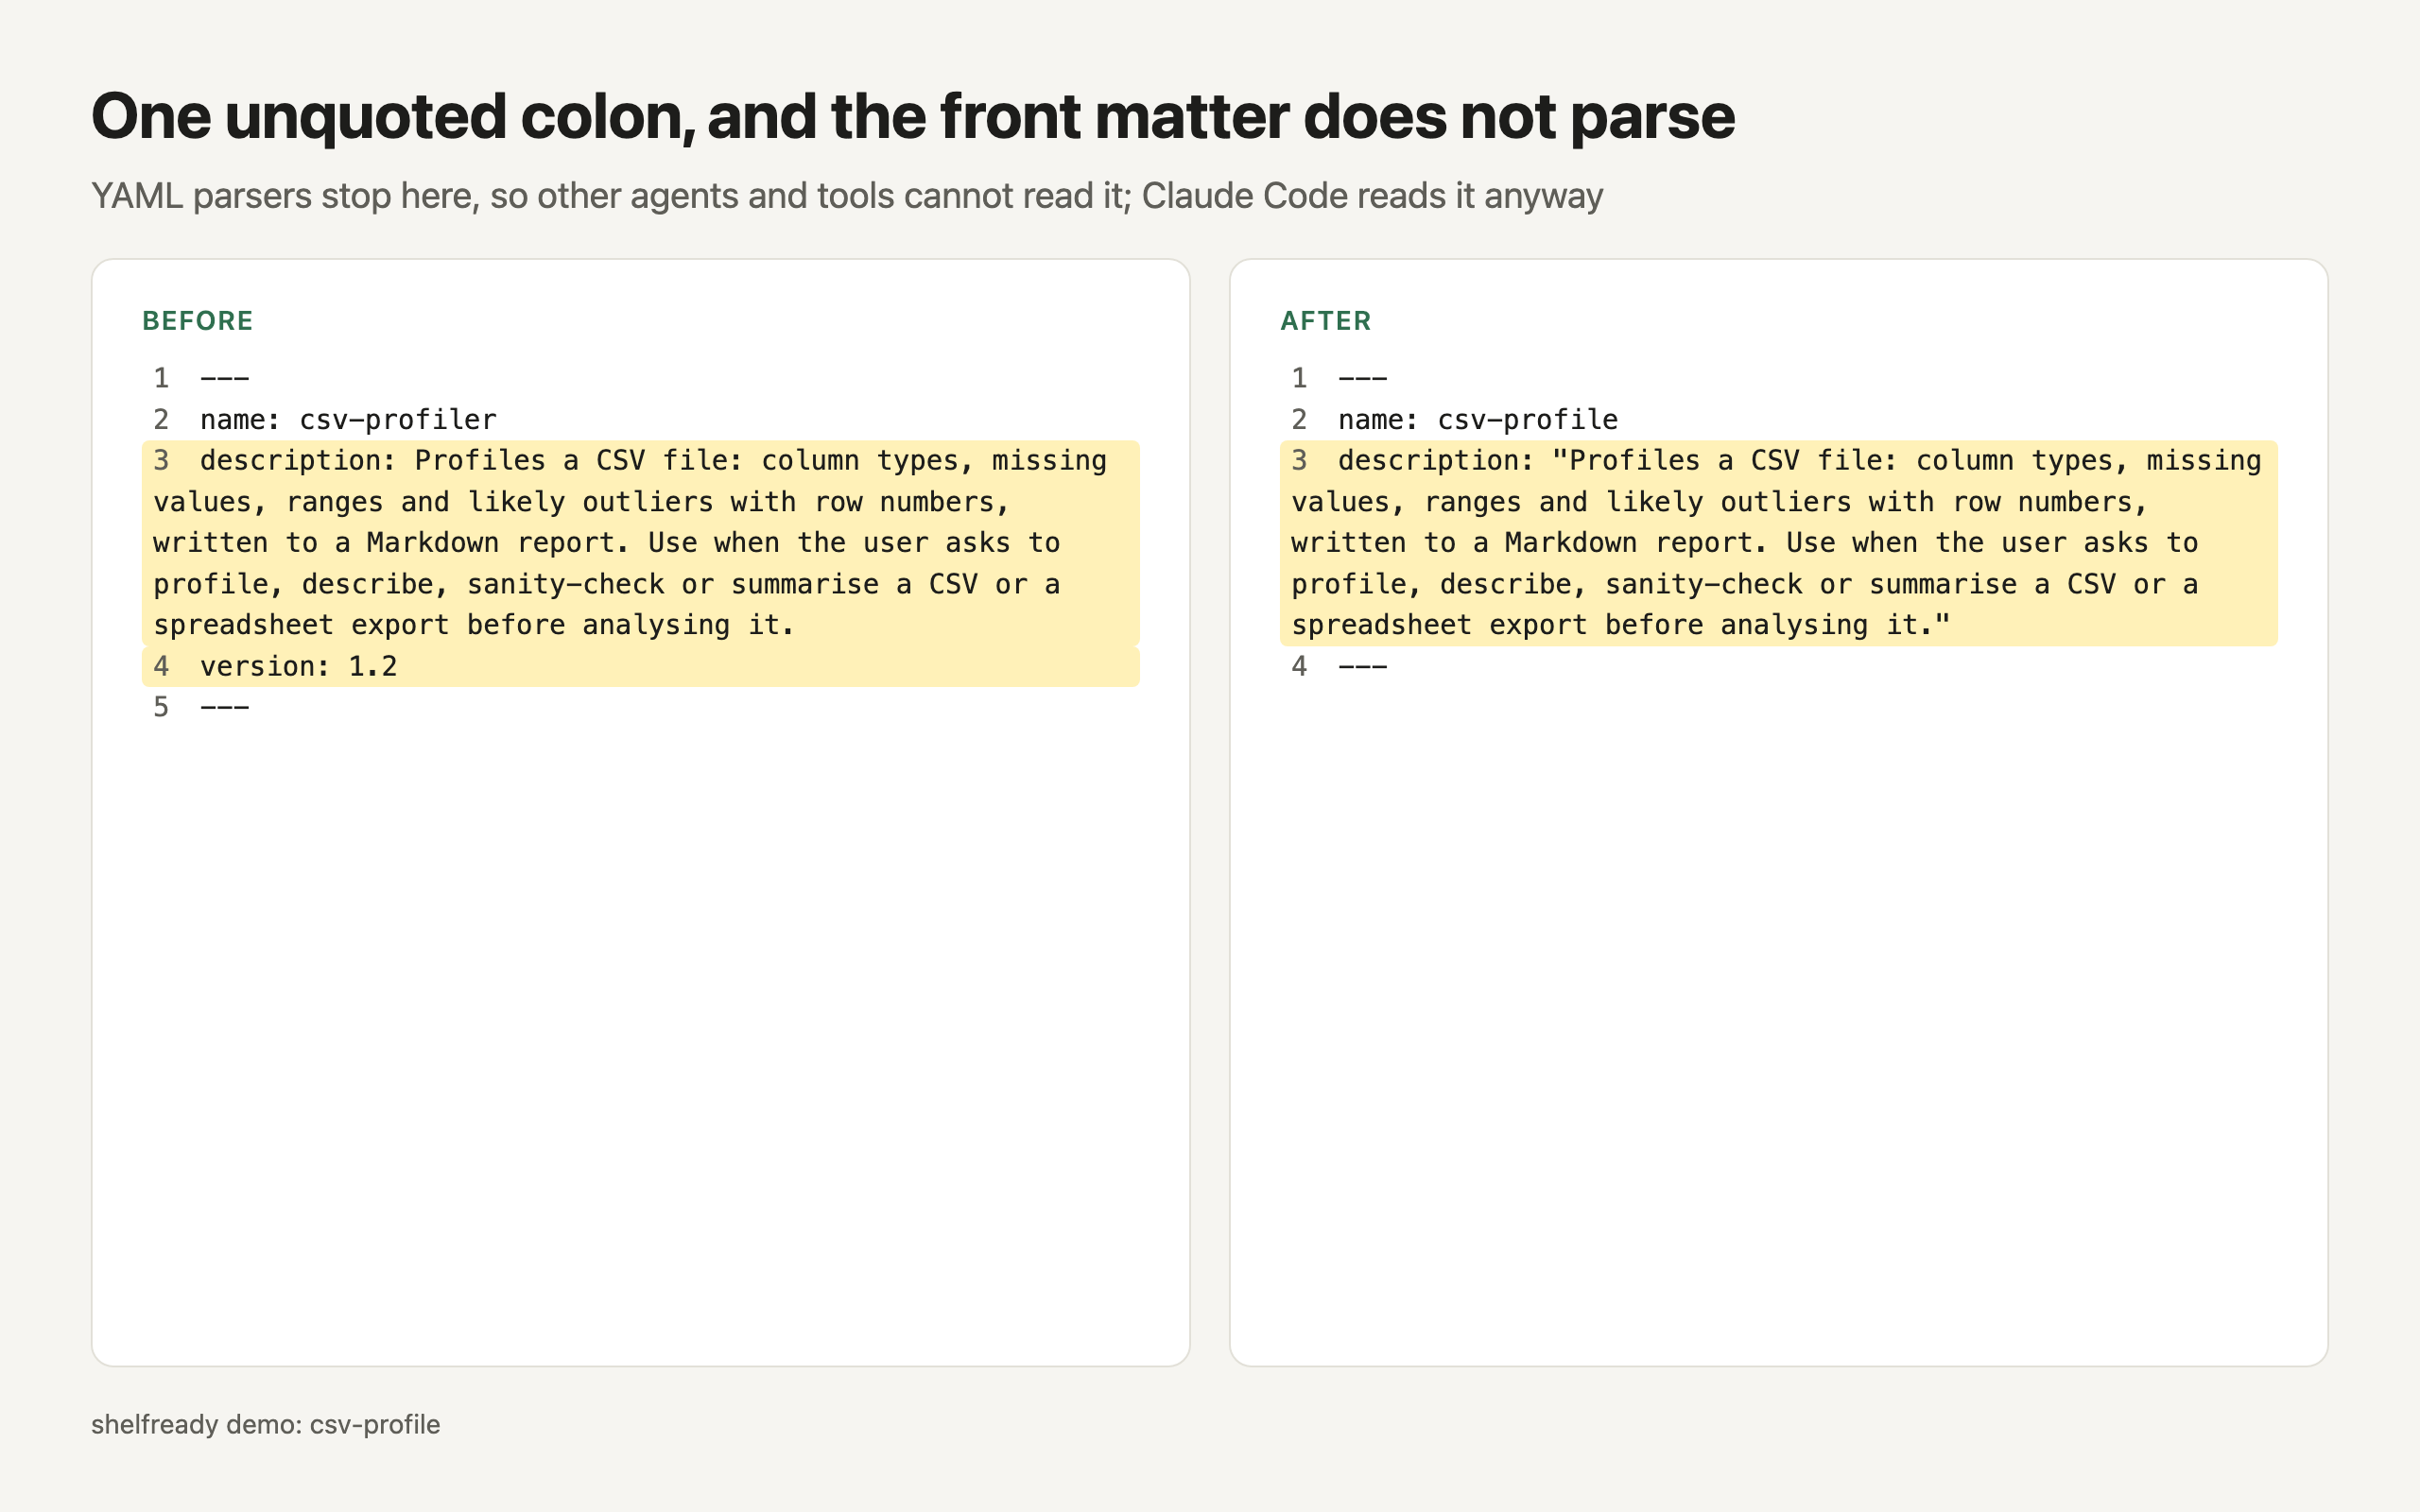 One unquoted colon, and the front matter does not parse
YAML parsers stop here, so other agents and tools cannot read it; Claude Code reads it anyway
BEFORE
1 ---
2 name: csv-profiler
3 description: Profiles a CSV file: column types, missing
values, ranges and likely outliers with row numbers,
written to a Markdown report. Use when the user asks to
profile, describe, sanity-check or summarise a CSV or a
spreadsheet export before analysing it.
4 version: 1.2
5 ---
AFTER
1 ---
2 name: csv-profile
3 description: "Profiles a CSV file: column types, missing
values, ranges and likely outliers with row numbers,
written to a Markdown report. Use when the user asks to
profile, describe, sanity-check or summarise a CSV or a
spreadsheet export before analysing it."
4 ---
shelfready demo: csv-profile